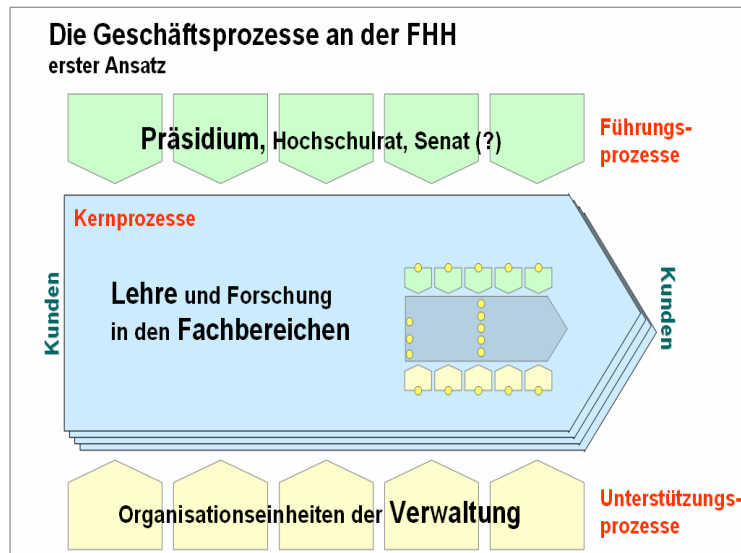 Die Geschäftsprozesse an der FHH
erster Ansatz
Präsidium, Hochschulrat, Senat (?)
Führungs-
prozesse
Kernprozesse
Kunden
Lehre und Forschung
in den Fachbereichen
Kunden
Organisationseinheiten der Verwaltung
Unterstützungs-
prozesse